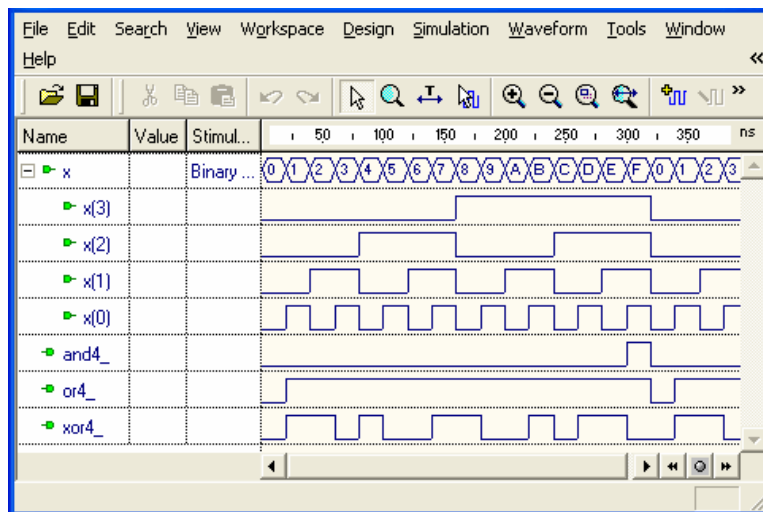 File Edit Search View Workspace Design Simulation Waveform Tools Window
Help «
»
Name Value Stimul... 50 100 150 200 250 300 350 ns
x Binary ... 0 1 2 3 4 5 6 7 8 9 A B C D E F 0 1 2 3
x(3)
x(2)
x(1)
x(0)
and4_
or4_
xor4_